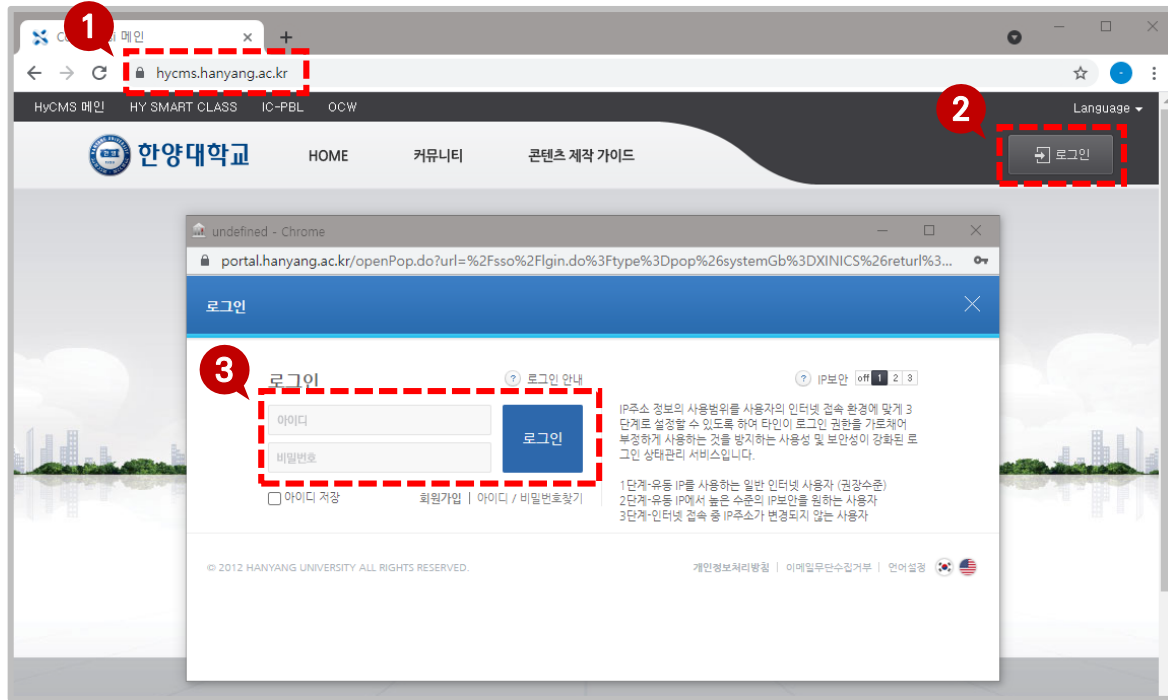 1
메인
hycms.hanyang.ac.kr
HyCMS 메인 HY SMART CLASS IC-PBL OCW
2
Language
한양대학교 HOME 커뮤니티 콘텐츠 제작 가이드
로그인
undefined - Chrome
portal.hanyang.ac.kr/openPop.do?url=%2Fsso%2Flgin.do%3Ftype%3Dpop%26systemGb%3DXINICS%26returl%3...
로그인
3
로그인 ? 로그인 안내
아이디
비밀번호
로그인
아이디 저장 회원가입 | 아이디 / 비밀번호찾기
? IP보안 off 1 2 3
IP주소 정보의 사용범위를 사용자의 인터넷 접속 환경에 맞게 3
단계로 설정할 수 있도록 하여 타인이 로그인 권한을 가로채어
부정하게 사용하는 것을 방지하는 사용성 및 보안성이 강화된 로
그인 상태관리 서비스입니다.
1단계-유동 IP를 사용하는 일반 인터넷 사용자 (권장수준)
2단계-유동 IP에서 높은 수준의 IP보안을 원하는 사용자
3단계-인터넷 접속 중 IP주소가 변경되지 않는 사용자
© 2012 HANYANG UNIVERSITY ALL RIGHTS RESERVED.
개인정보처리방침 | 이메일무단수집거부 | 언어설정